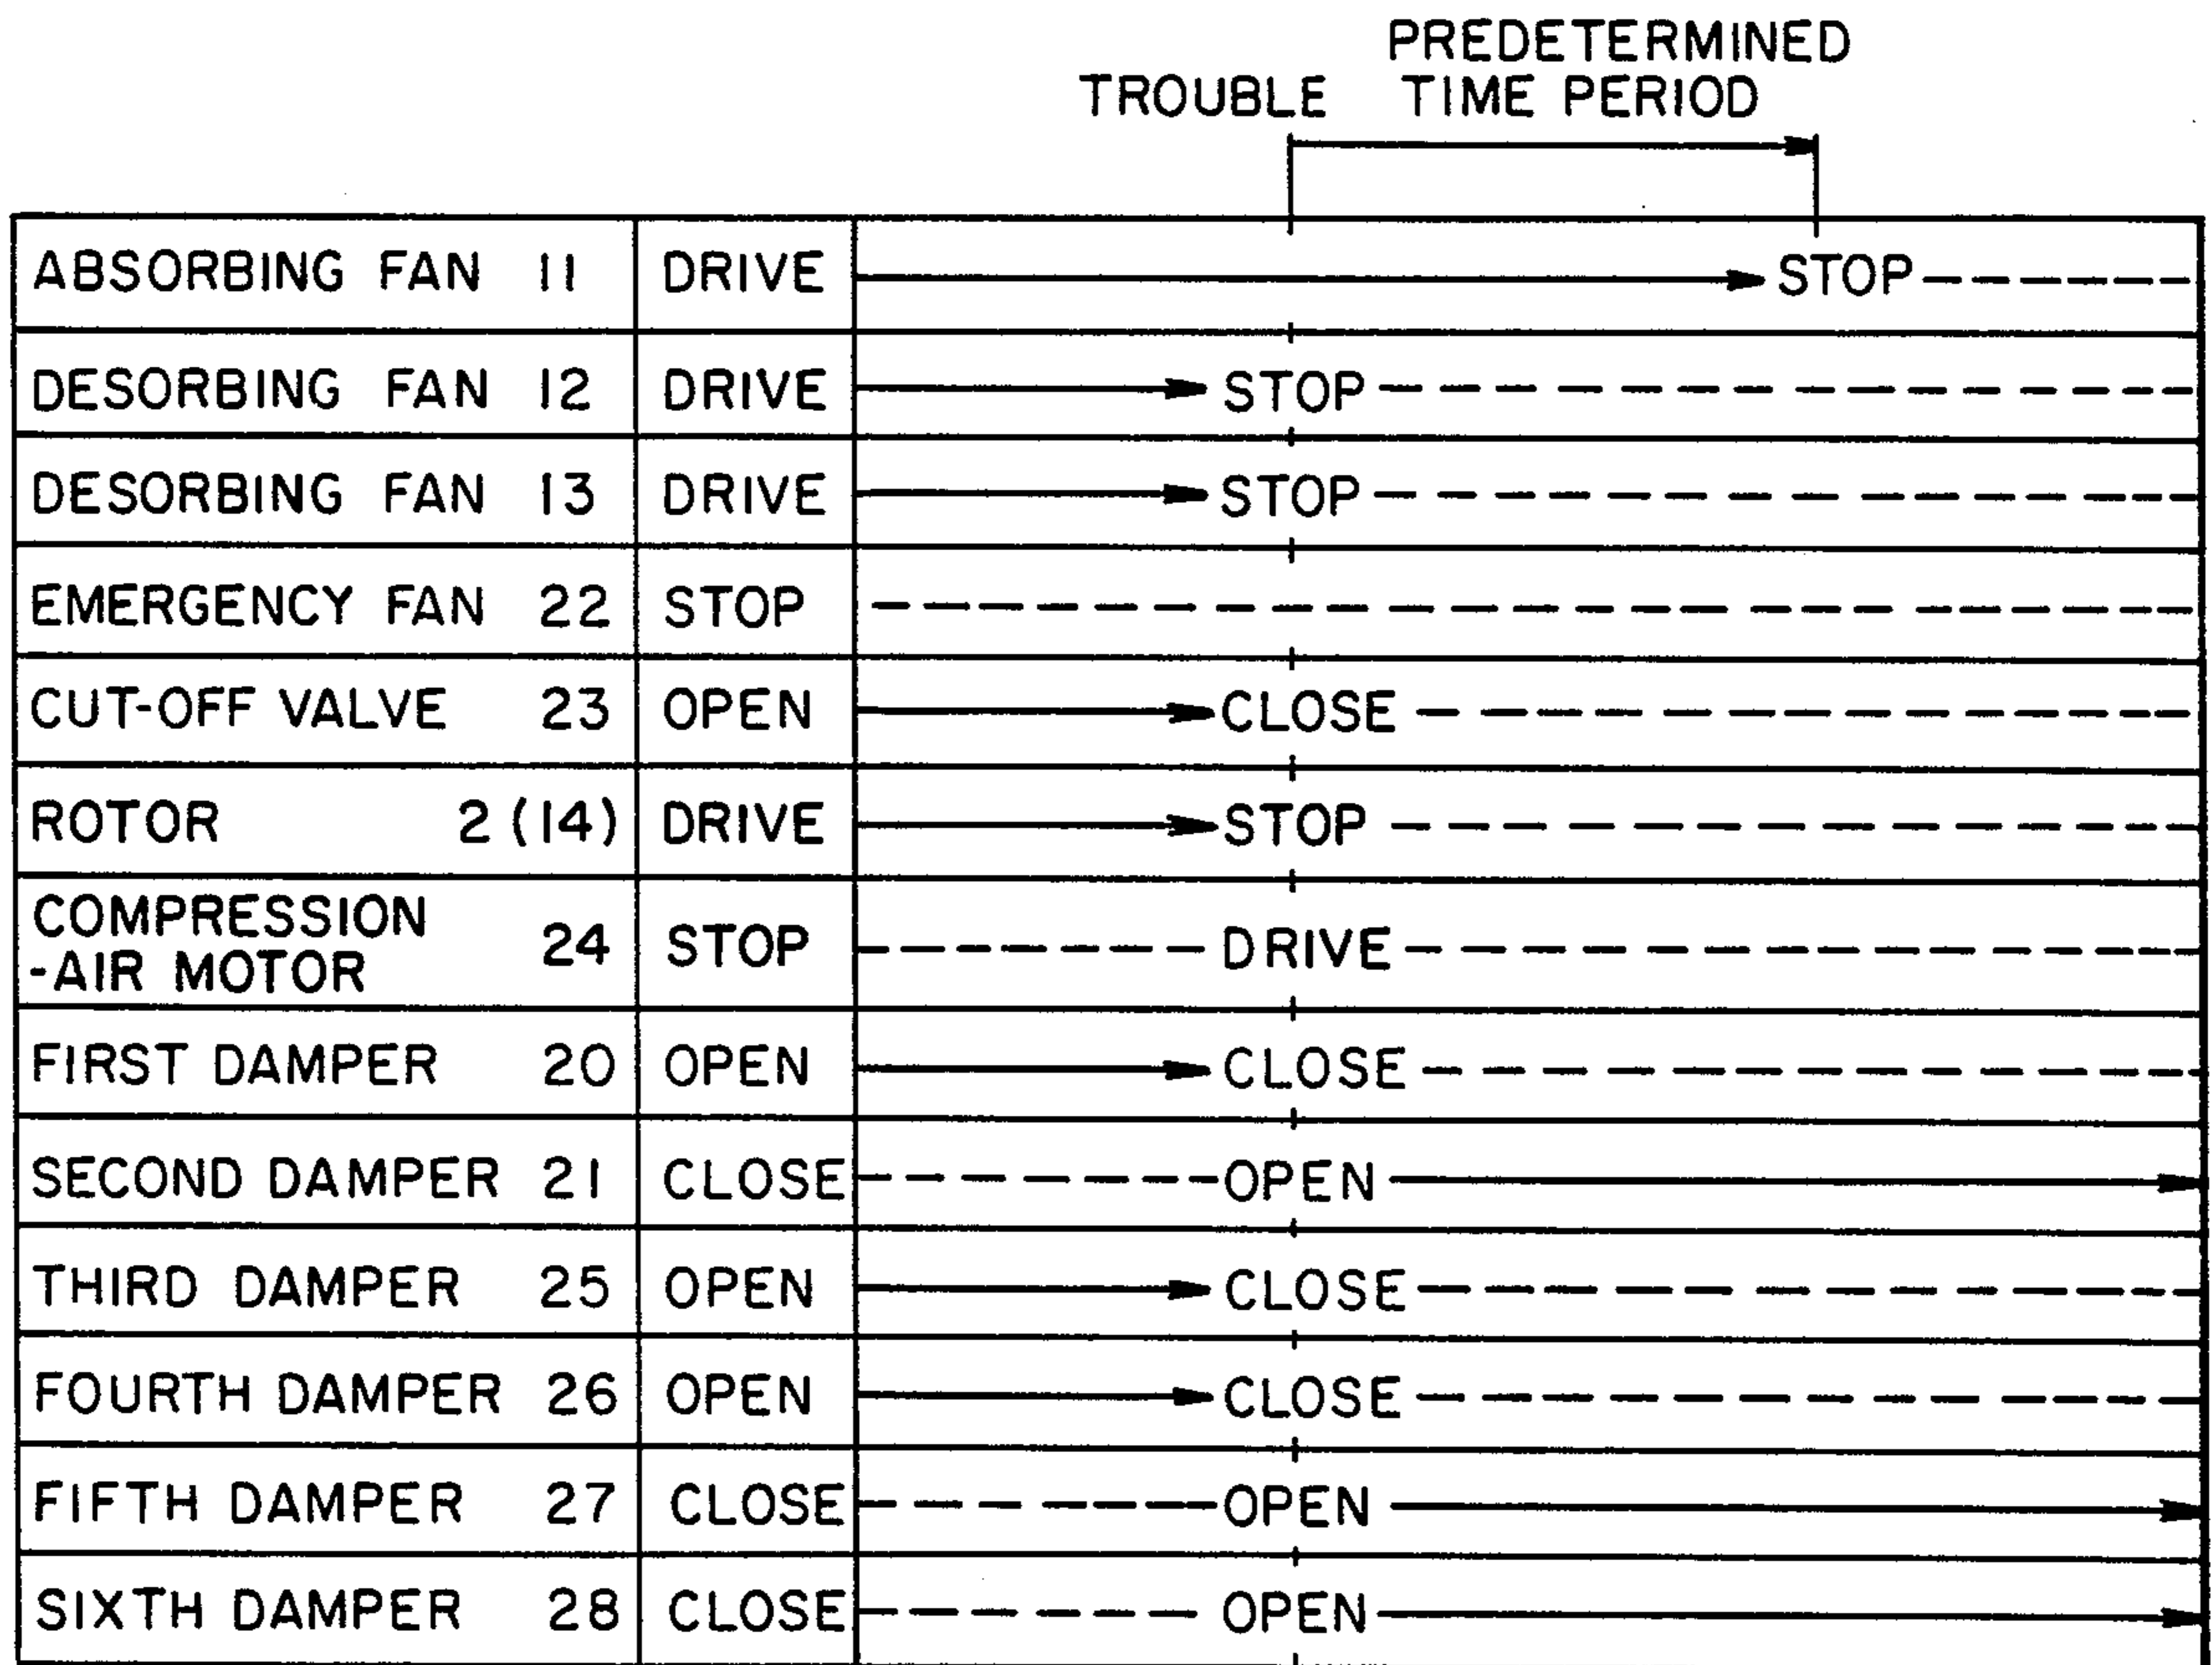 PREDETERMINED
TROUBLE TIME PERIOD
ABSORBING FAN 11 DRIVE STOP
DESORBING FAN 12 DRIVE STOP
DESORBING FAN 13 DRIVE STOP
EMERGENCY FAN 22 STOP
CUT-OFF VALVE 23 OPEN CLOSE
ROTOR 2 (14) DRIVE STOP
COMPRESSION
-AIR MOTOR 24 STOP DRIVE
FIRST DAMPER 20 OPEN CLOSE
SECOND DAMPER 21 CLOSE OPEN
THIRD DAMPER 25 OPEN CLOSE
FOURTH DAMPER 26 OPEN CLOSE
FIFTH DAMPER 27 CLOSE OPEN
SIXTH DAMPER 28 CLOSE OPEN